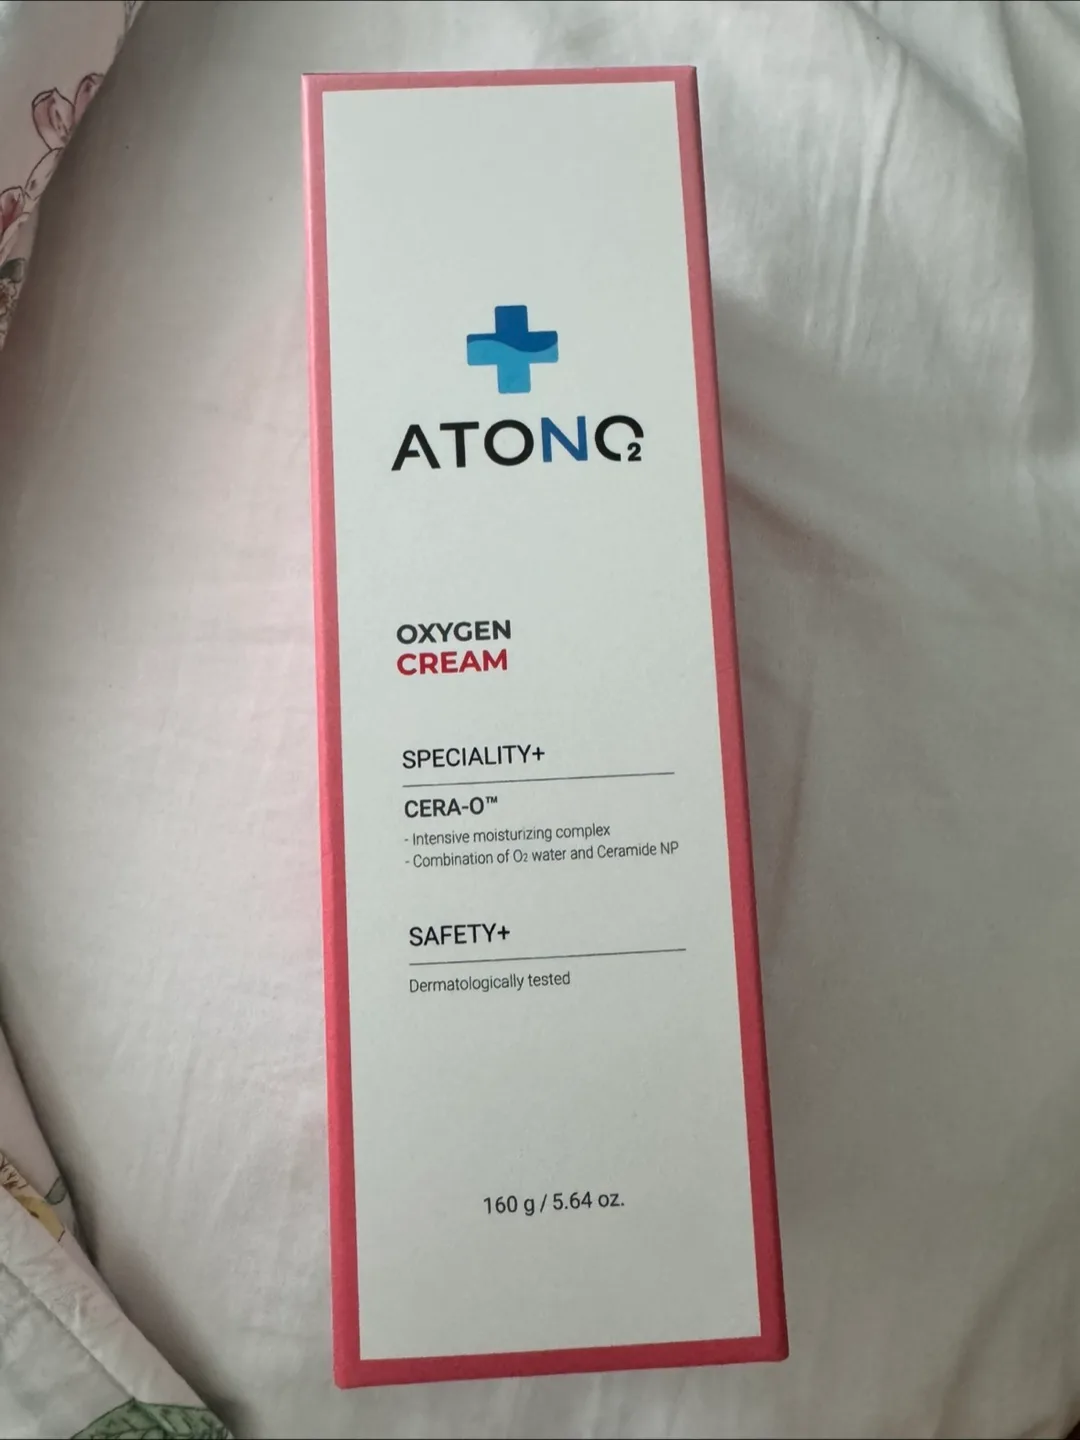 ATONO2
OXYGEN
CREAM
SPECIALITY+
CERA-O™
- Intensive moisturizing complex
- Combination of O2 water and Ceramide NP
SAFETY+
Dermatologically tested
160 g / 5.64 oz.